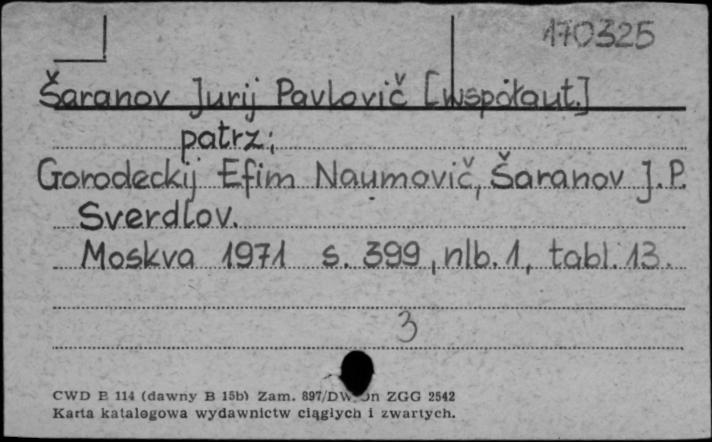 170325
Šaranov Jurij Pavlovič [współaut.]
patrz;
Gorodeckij Efim Naumovič, Šaranov J.P.
Sverdlov.
Moskva 1971 s. 399, nlb. 1, tabl. 13.
3
CWD B 114 (dawny B 15b) Zam. 897/DW ZGG 2542
Karta katalogowa wydawnictw ciągłych i zwartych.